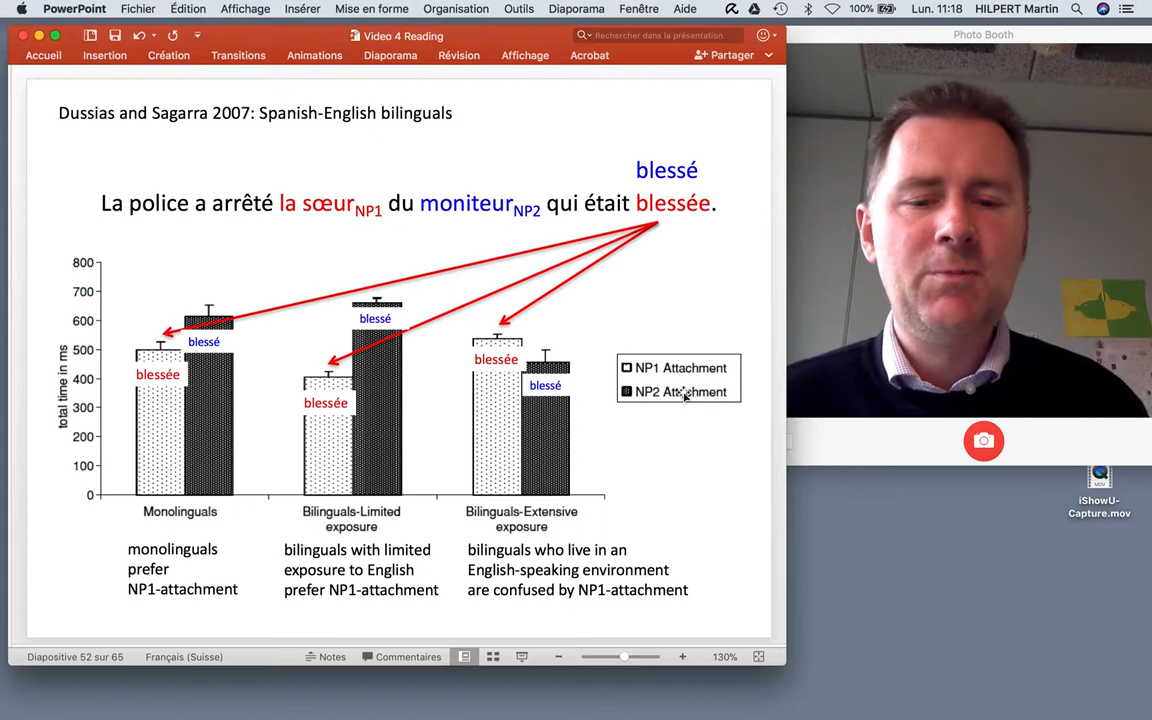 PowerPoint Fichier Édition Affichage Insérer Mise en forme Organisation Outils Diaporama Fenêtre Aide 100% Lun. 11:18 HILPERT Martin
Video 4 Reading
Rechercher dans la présentation
Photo Booth
Accueil Insertion Création Transitions Animations Diaporama Révision Affichage Acrobat Partager
Dussias and Sagarra 2007: Spanish-English bilinguals
blessé
La police a arrêté la sœurNP1 du moniteurNP2 qui était blessée.
800
700
600
500
400
300
200
100
0
total time in ms
blessée
blessé
blessée
blessé
blessée
blessé
NP1 Attachment
NP2 Attachment
Monolinguals
Bilinguals-Limited
exposure
Bilinguals-Extensive
exposure
monolinguals
prefer
NP1-attachment
bilinguals with limited
exposure to English
prefer NP1-attachment
bilinguals who live in an
English-speaking environment
are confused by NP1-attachment
MOV
iShowU-
Capture.mov
Diapositive 52 sur 65 Français (Suisse) Notes Commentaires 130%